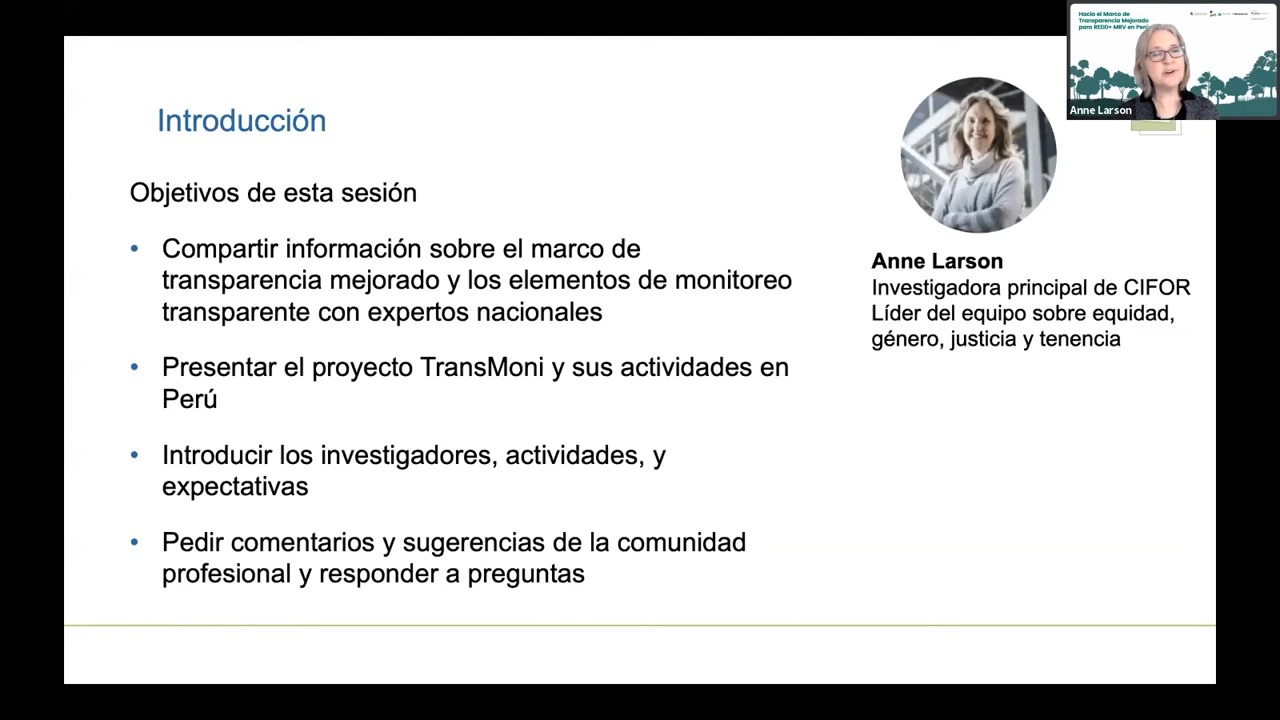 Hacia el Marco de
Transparencia Mejorado
para REDD+ MRV en Perú
Anne Larson
Introducción
Objetivos de esta sesión
• Compartir información sobre el marco de
transparencia mejorado y los elementos de monitoreo
transparente con expertos nacionales
• Presentar el proyecto TransMoni y sus actividades en
Perú
• Introducir los investigadores, actividades, y
expectativas
• Pedir comentarios y sugerencias de la comunidad
profesional y responder a preguntas
Anne Larson
Investigadora principal de CIFOR
Líder del equipo sobre equidad,
género, justicia y tenencia